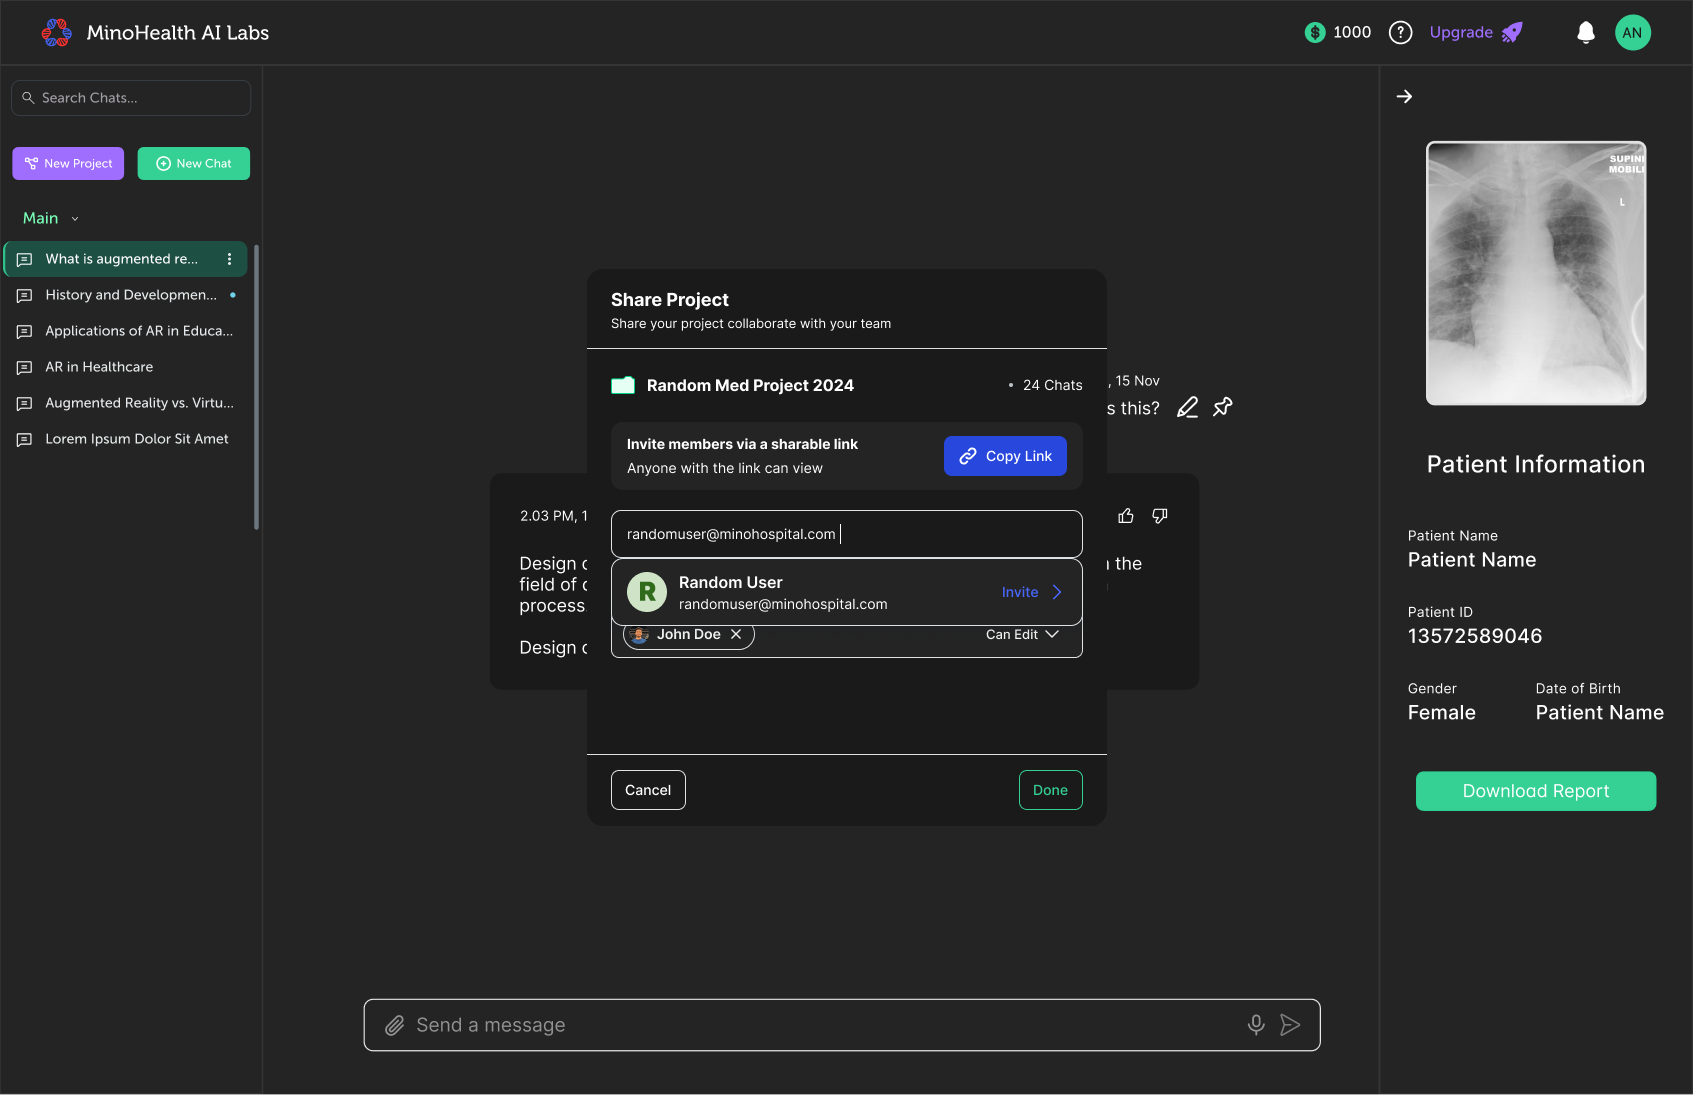 MinoHealth AI Labs
1000
?
Upgrade
AN
Search Chats...
New Project
New Chat
Main
What is augmented re...
History and Developmen...
Applications of AR in Educa...
AR in Healthcare
Augmented Reality vs. Virtu...
Lorem Ipsum Dolor Sit Amet
, 15 Nov
s this?
2.03 PM, 1
Design
field of
process.
the
Design
Share Project
Share your project collaborate with your team
Random Med Project 2024
• 24 Chats
Invite members via a sharable link
Anyone with the link can view
Copy Link
randomuser@minohospital.com
R
Random User
randomuser@minohospital.com
Invite
John Doe
Can Edit
Cancel
Done
Send a message
SUPIN
MOBILI
L
Patient Information
Patient Name
Patient Name
Patient ID
13572589046
Gender
Female
Date of Birth
Patient Name
Download Report